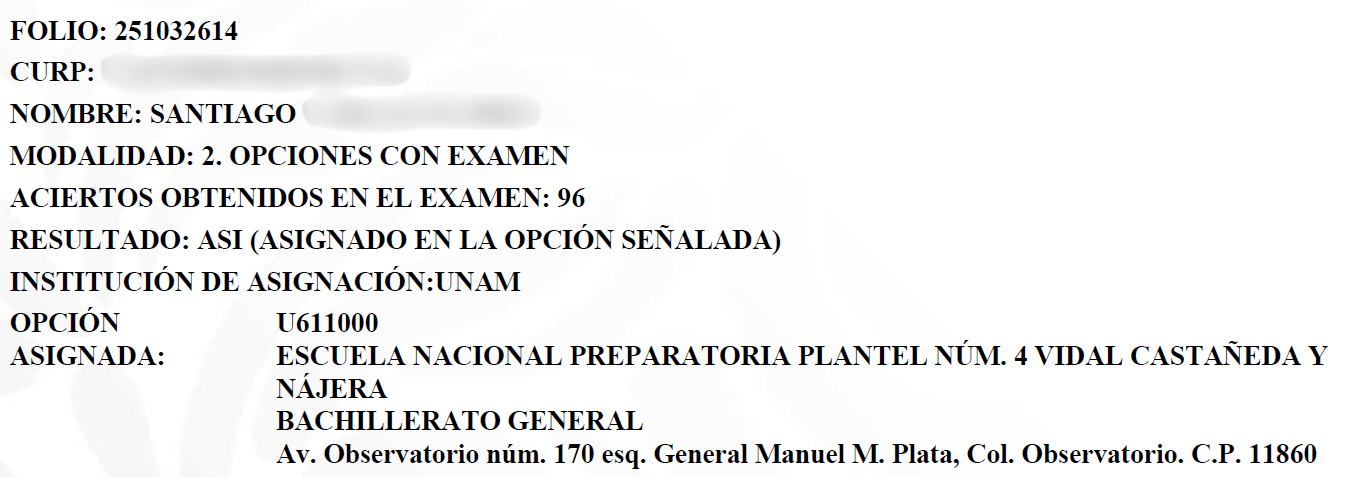 FOLIO: 251032614
CURP:
NOMBRE: SANTIAGO
MODALIDAD: 2. OPCIONES CON EXAMEN
ACIERTOS OBTENIDOS EN EL EXAMEN: 96
RESULTADO: ASI (ASIGNADO EN LA OPCIÓN SEÑALADA)
INSTITUCIÓN DE ASIGNACIÓN:UNAM
OPCIÓN U611000
ASIGNADA: ESCUELA NACIONAL PREPARATORIA PLANTEL NÚM. 4 VIDAL CASTAÑEDA Y
NÁJERA
BACHILLERATO GENERAL
Av. Observatorio núm. 170 esq. General Manuel M. Plata, Col. Observatorio. C.P. 11860